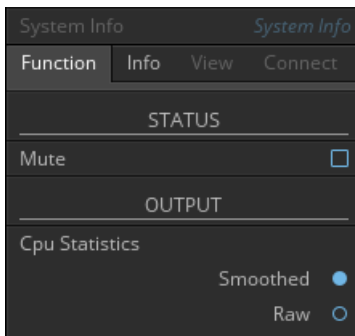 System Info System Info
Function Info View Connect
STATUS
Mute
OUTPUT
Cpu Statistics
Smoothed
Raw